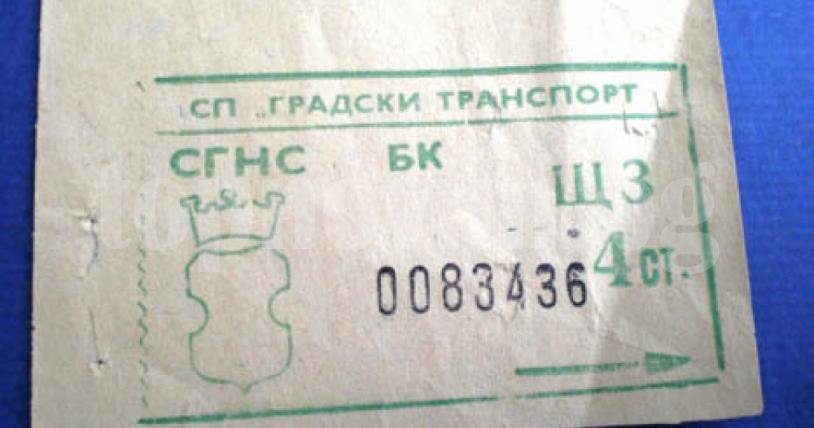 СП „ГРАДСКИ ТРАНСПОРТ
СГНС БК
ЩЗ
0083436 4 СТ.